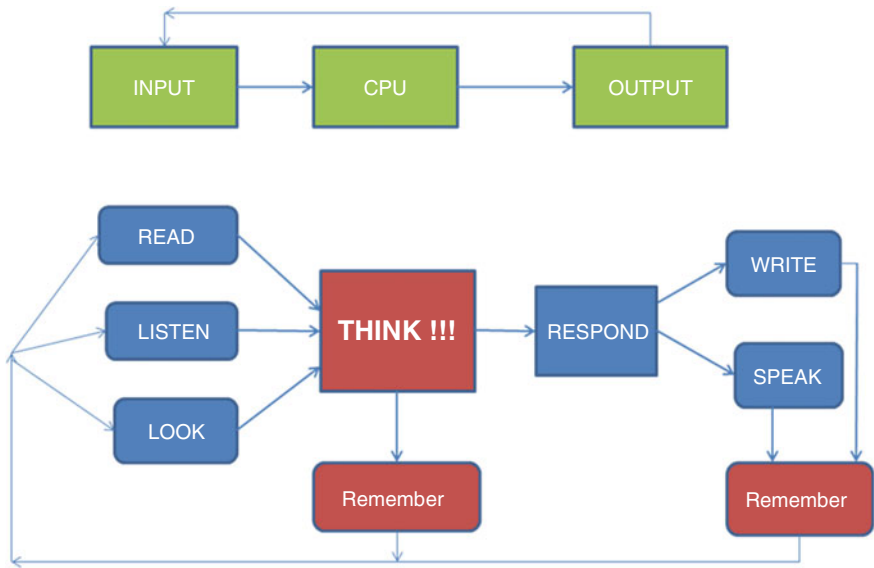 INPUT
CPU
OUTPUT
READ
LISTEN
LOOK
THINK !!!
RESPOND
WRITE
SPEAK
Remember
Remember